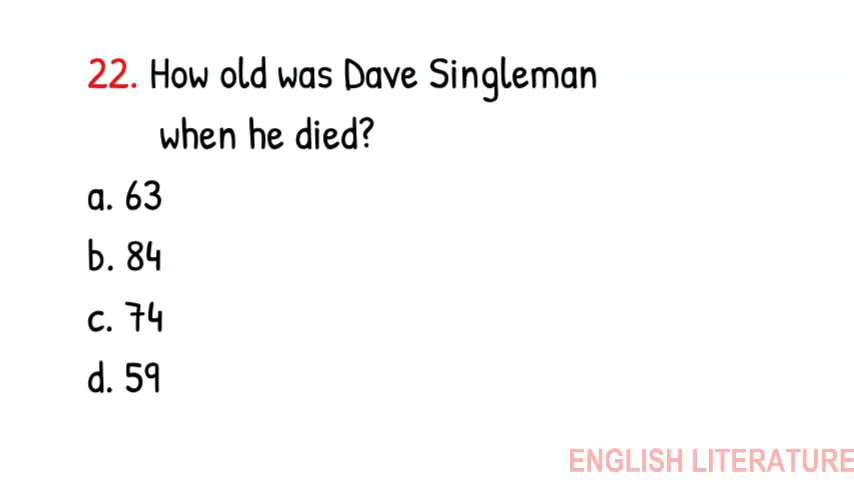 22. How old was Dave Singleman
when he died?
a. 63
b. 84
c. 74
d. 59
ENGLISH LITERATURE